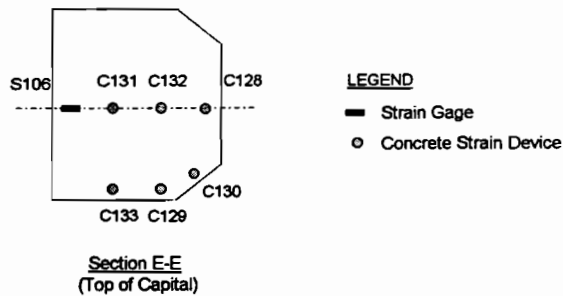 S106
C131
C132
C128
C130
C133
C129
Section E-E
(Top of Capital)
LEGEND
Strain Gage
Concrete Strain Device